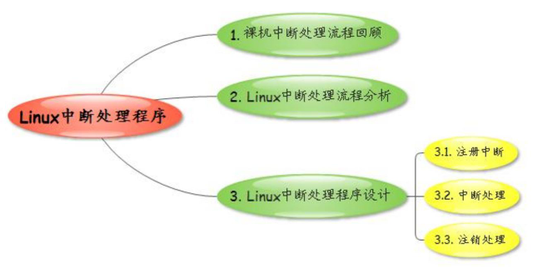 Linux中断处理程序
1. 裸机中断处理流程回顾
2. Linux中断处理流程分析
3. Linux中断处理程序设计
3.1. 注册中断
3.2. 中断处理
3.3. 注销处理